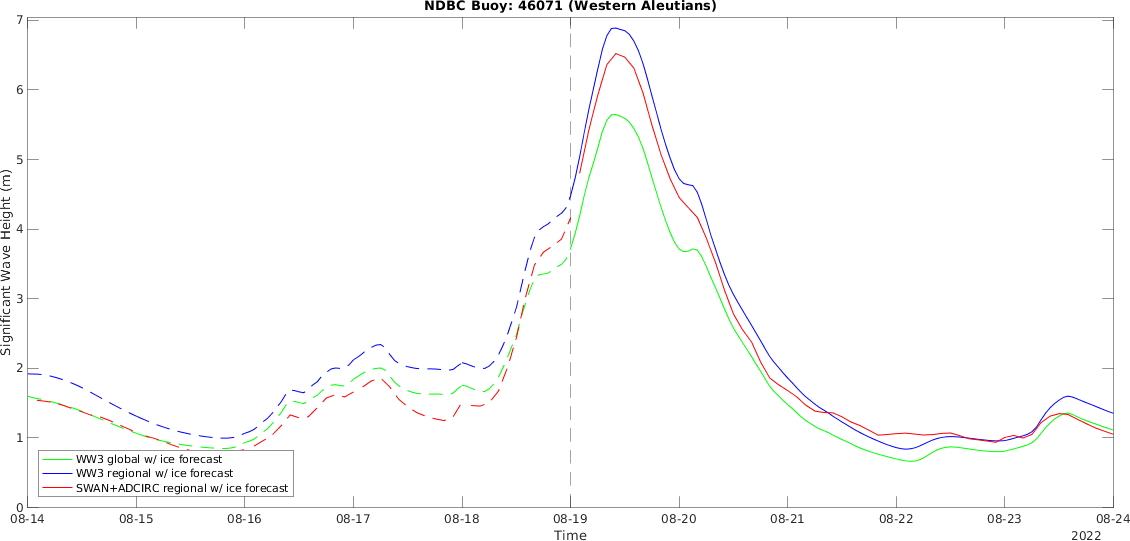 NDBC Buoy: 46071 (Western Aleutians)
7
6
5
4
3
2
1
0
Significant Wave Height (m)
WW3 global w/ ice forecast
WW3 regional w/ ice forecast
SWAN+ADCIRC regional w/ ice forecast
08-14 08-15 08-16 08-17 08-18 08-19 08-20 08-21 08-22 08-23 08-24
Time
2022